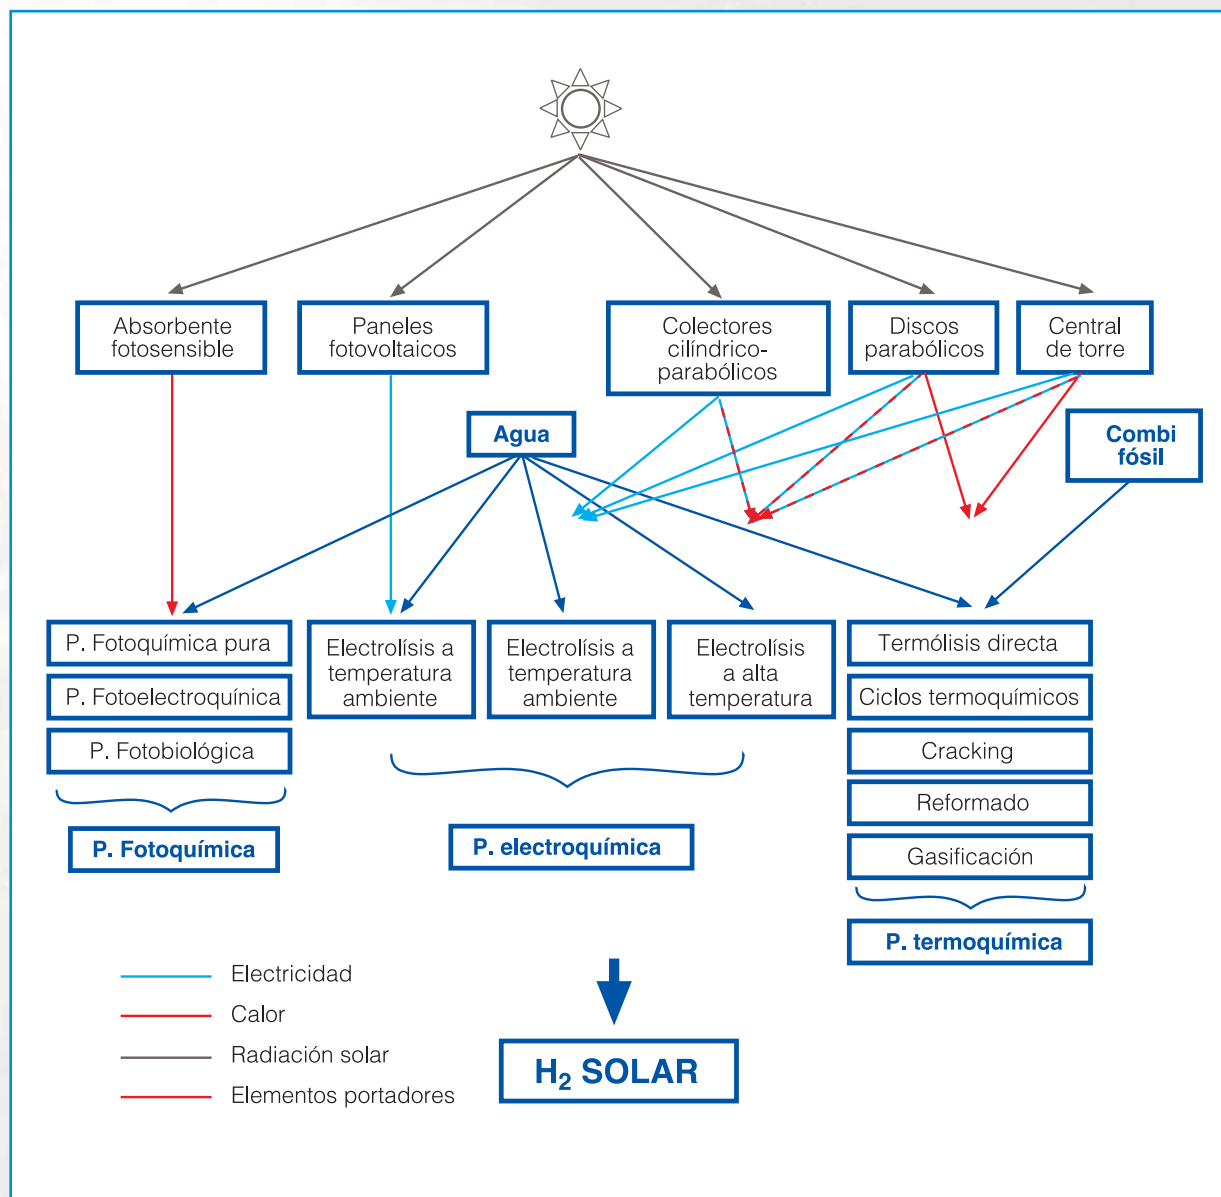 Absorbente
fotosensible
Paneles
fotovoltaicos
Colectores
cilíndrico-
parabólicos
Discos
parabólicos
Central
de torre
Agua
Combi
fósil
P. Fotoquímica pura
P. Fotoelectroquínica
P. Fotobiológica
P. Fotoquímica
Electrolísis a
temperatura
ambiente
Electrolísis a
temperatura
ambiente
Electrolísis
a alta
temperatura
P. electroquímica
Termólisis directa
Ciclos termoquímicos
Cracking
Reformado
Gasificación
P. termoquímica
Electricidad
Calor
Radiación solar
Elementos portadores
H₂ SOLAR